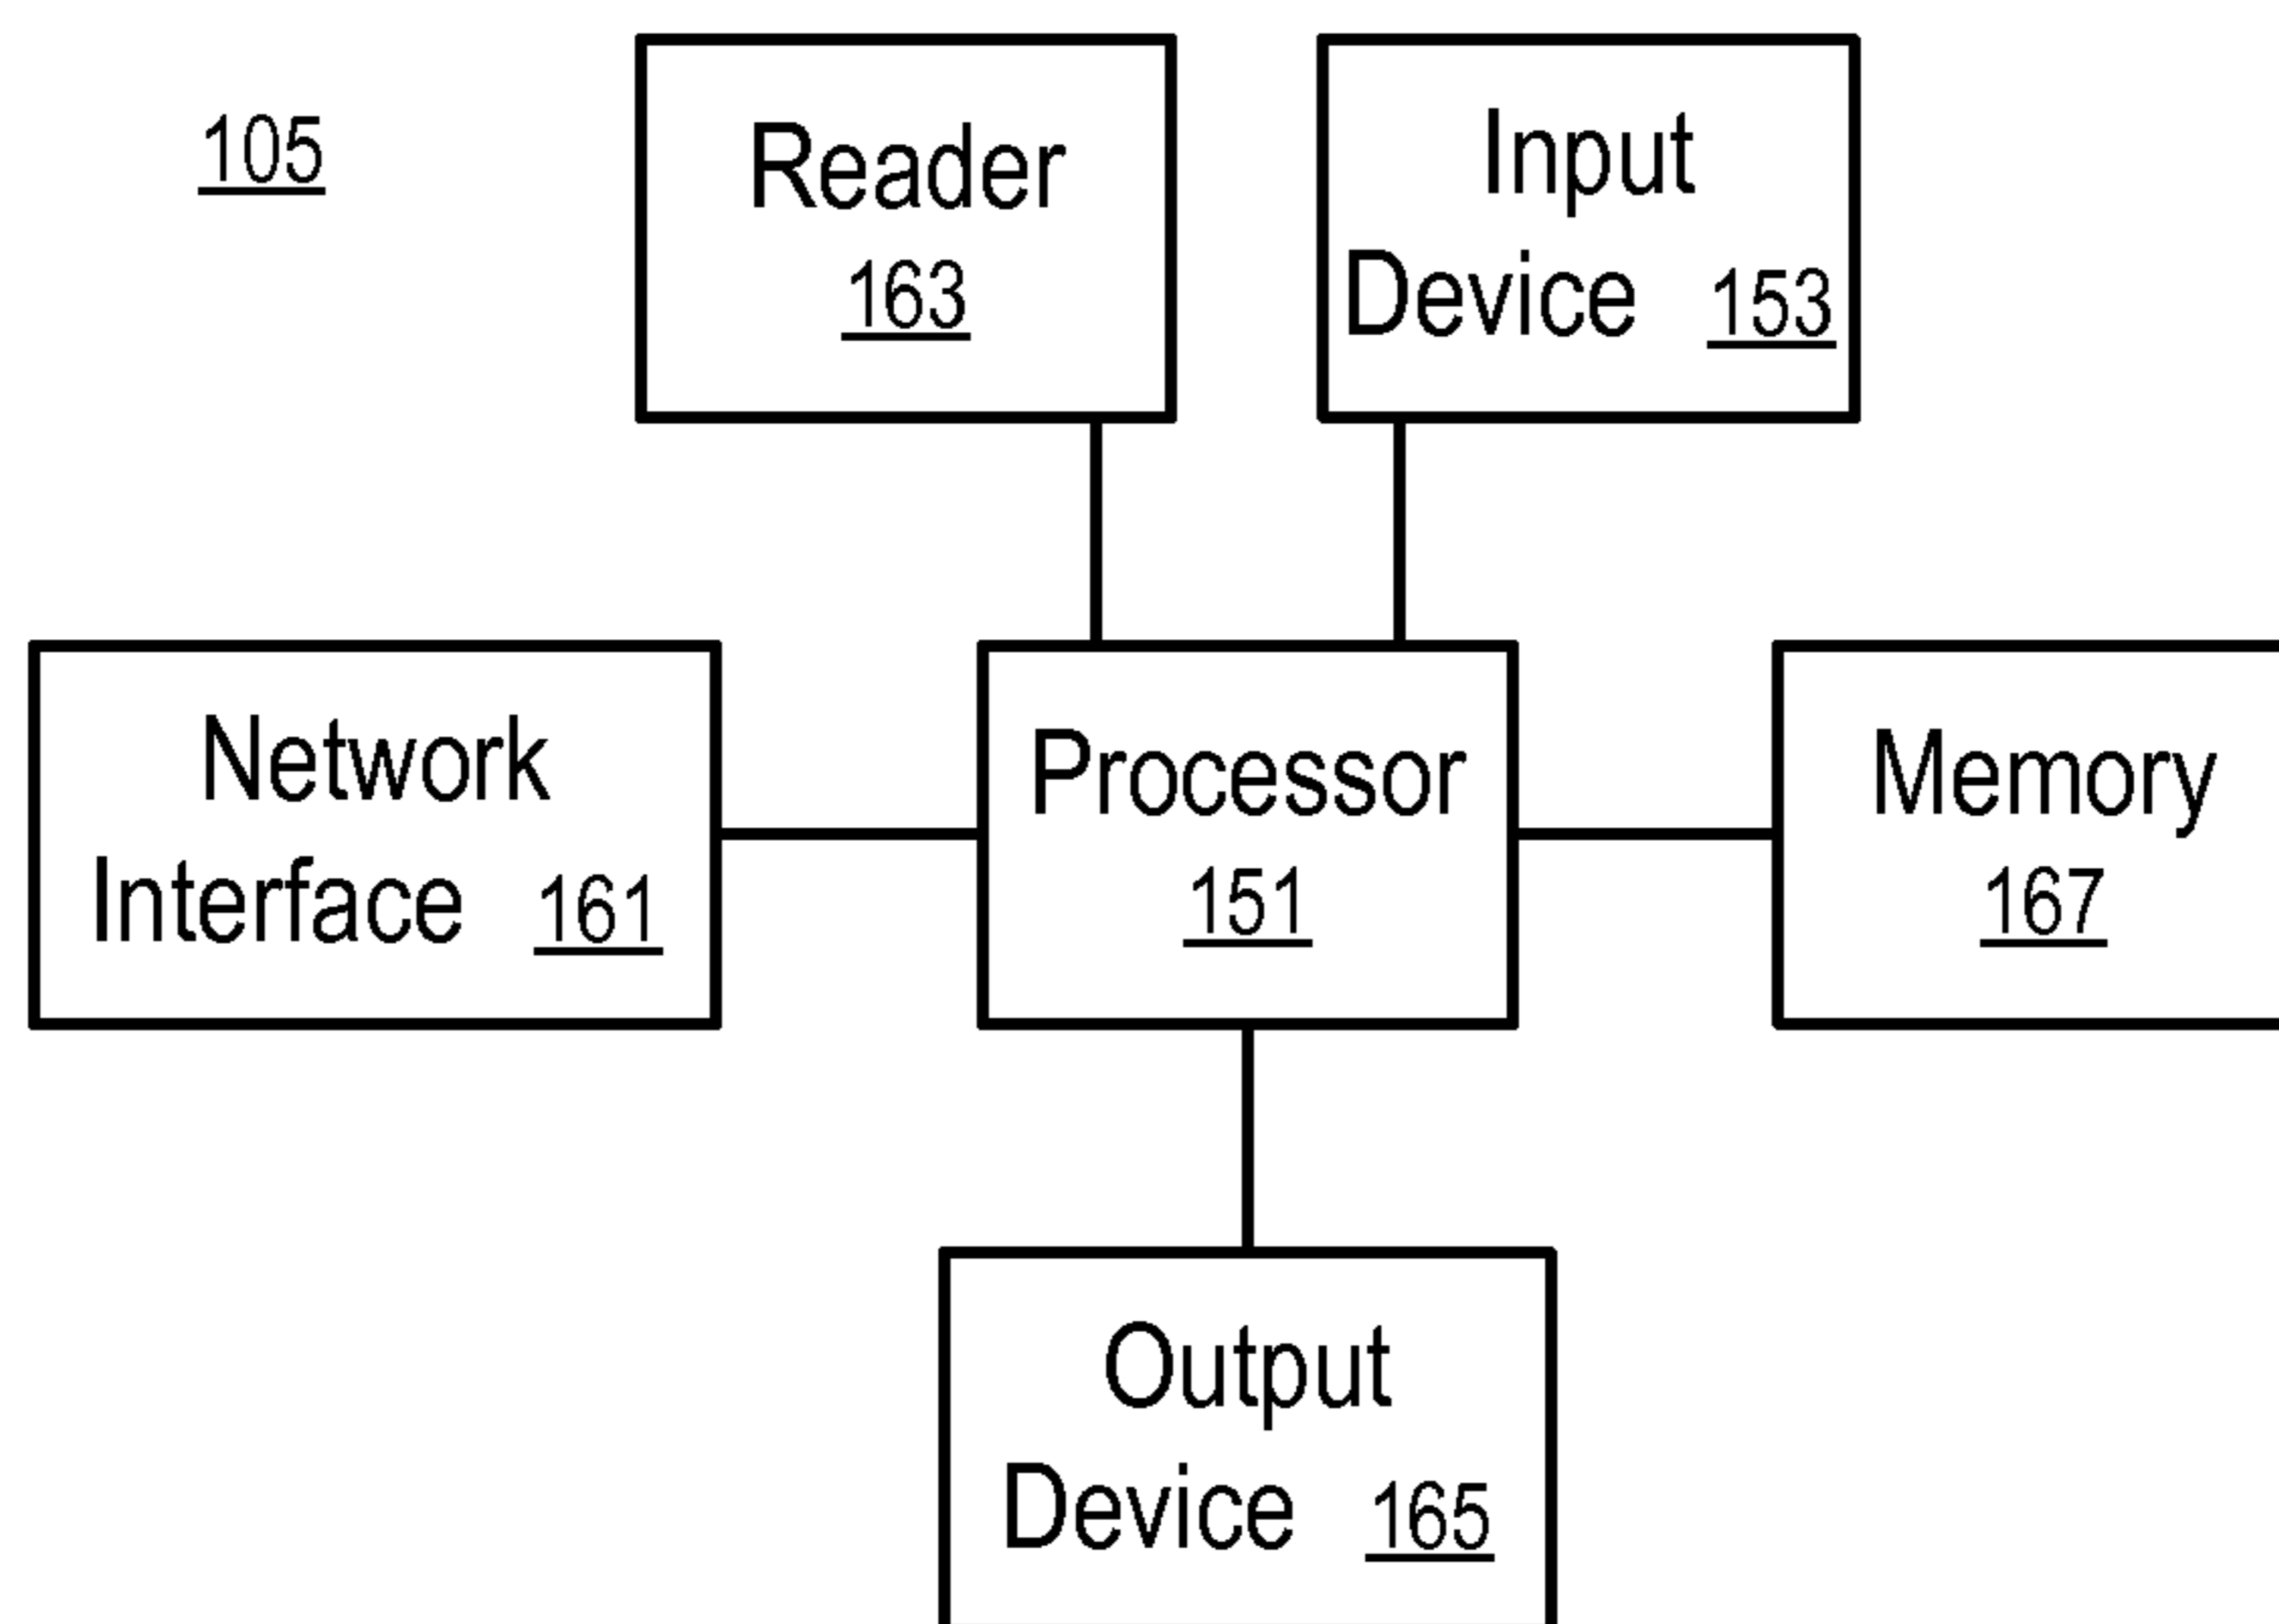 105
Reader
163
Input
Device 153
Network
Interface 161
Processor
151
Memory
167
Output
Device 165